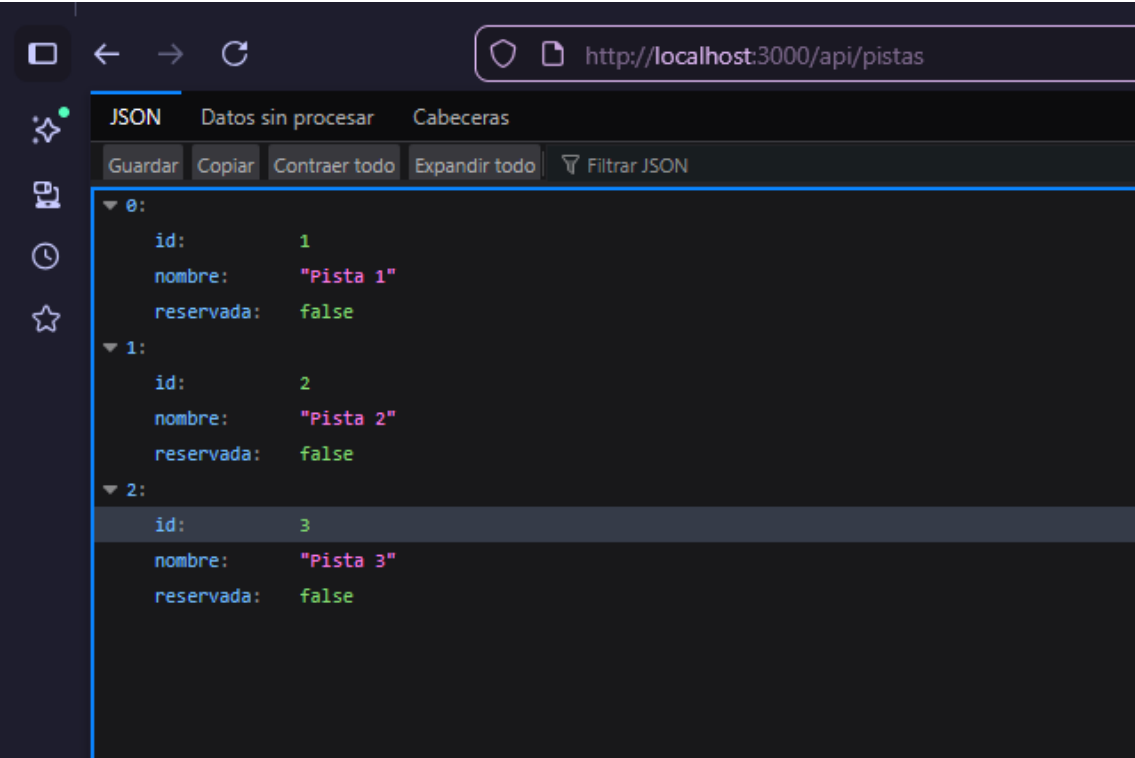 http://localhost:3000/api/pistas
JSON Datos sin procesar Cabeceras
Guardar Copiar Contraer todo Expandir todo Filtrar JSON
0:
id: 1
nombre: "Pista 1"
reservada: false
1:
id: 2
nombre: "Pista 2"
reservada: false
2:
id: 3
nombre: "Pista 3"
reservada: false